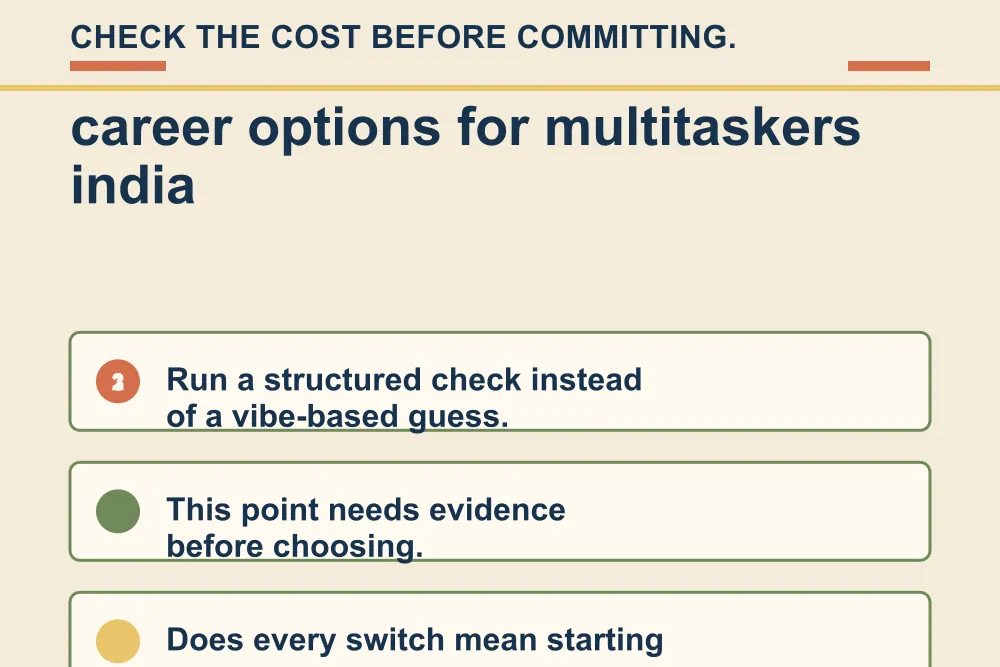 CHECK THE COST BEFORE COMMITTING.
career options for multitaskers
india
Run a structured check instead
of a vibe-based guess.
This point needs evidence
before choosing.
Does every switch mean starting